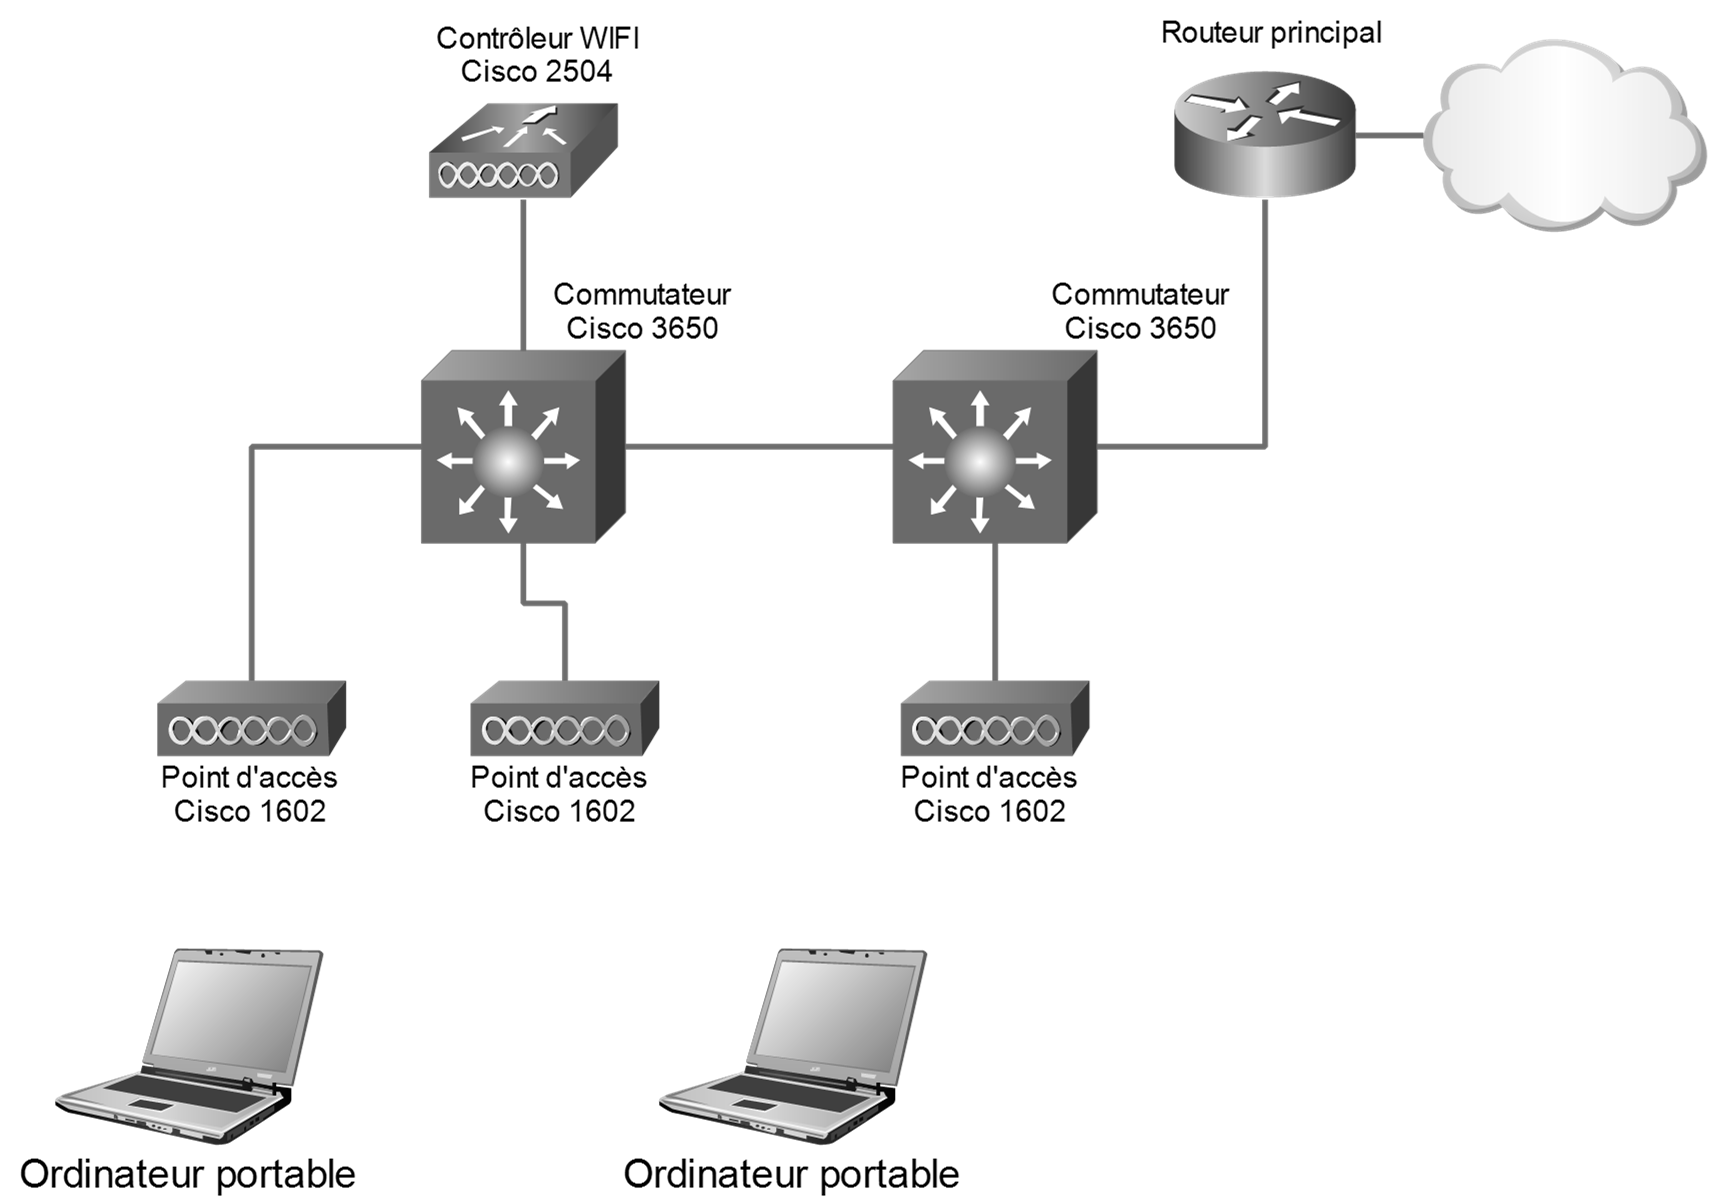 Contrôleur WIFI
Cisco 2504
Routeur principal
Commutateur
Cisco 3650
Commutateur
Cisco 3650
Point d'accès
Cisco 1602
Point d'accès
Cisco 1602
Point d'accès
Cisco 1602
Ordinateur portable
Ordinateur portable